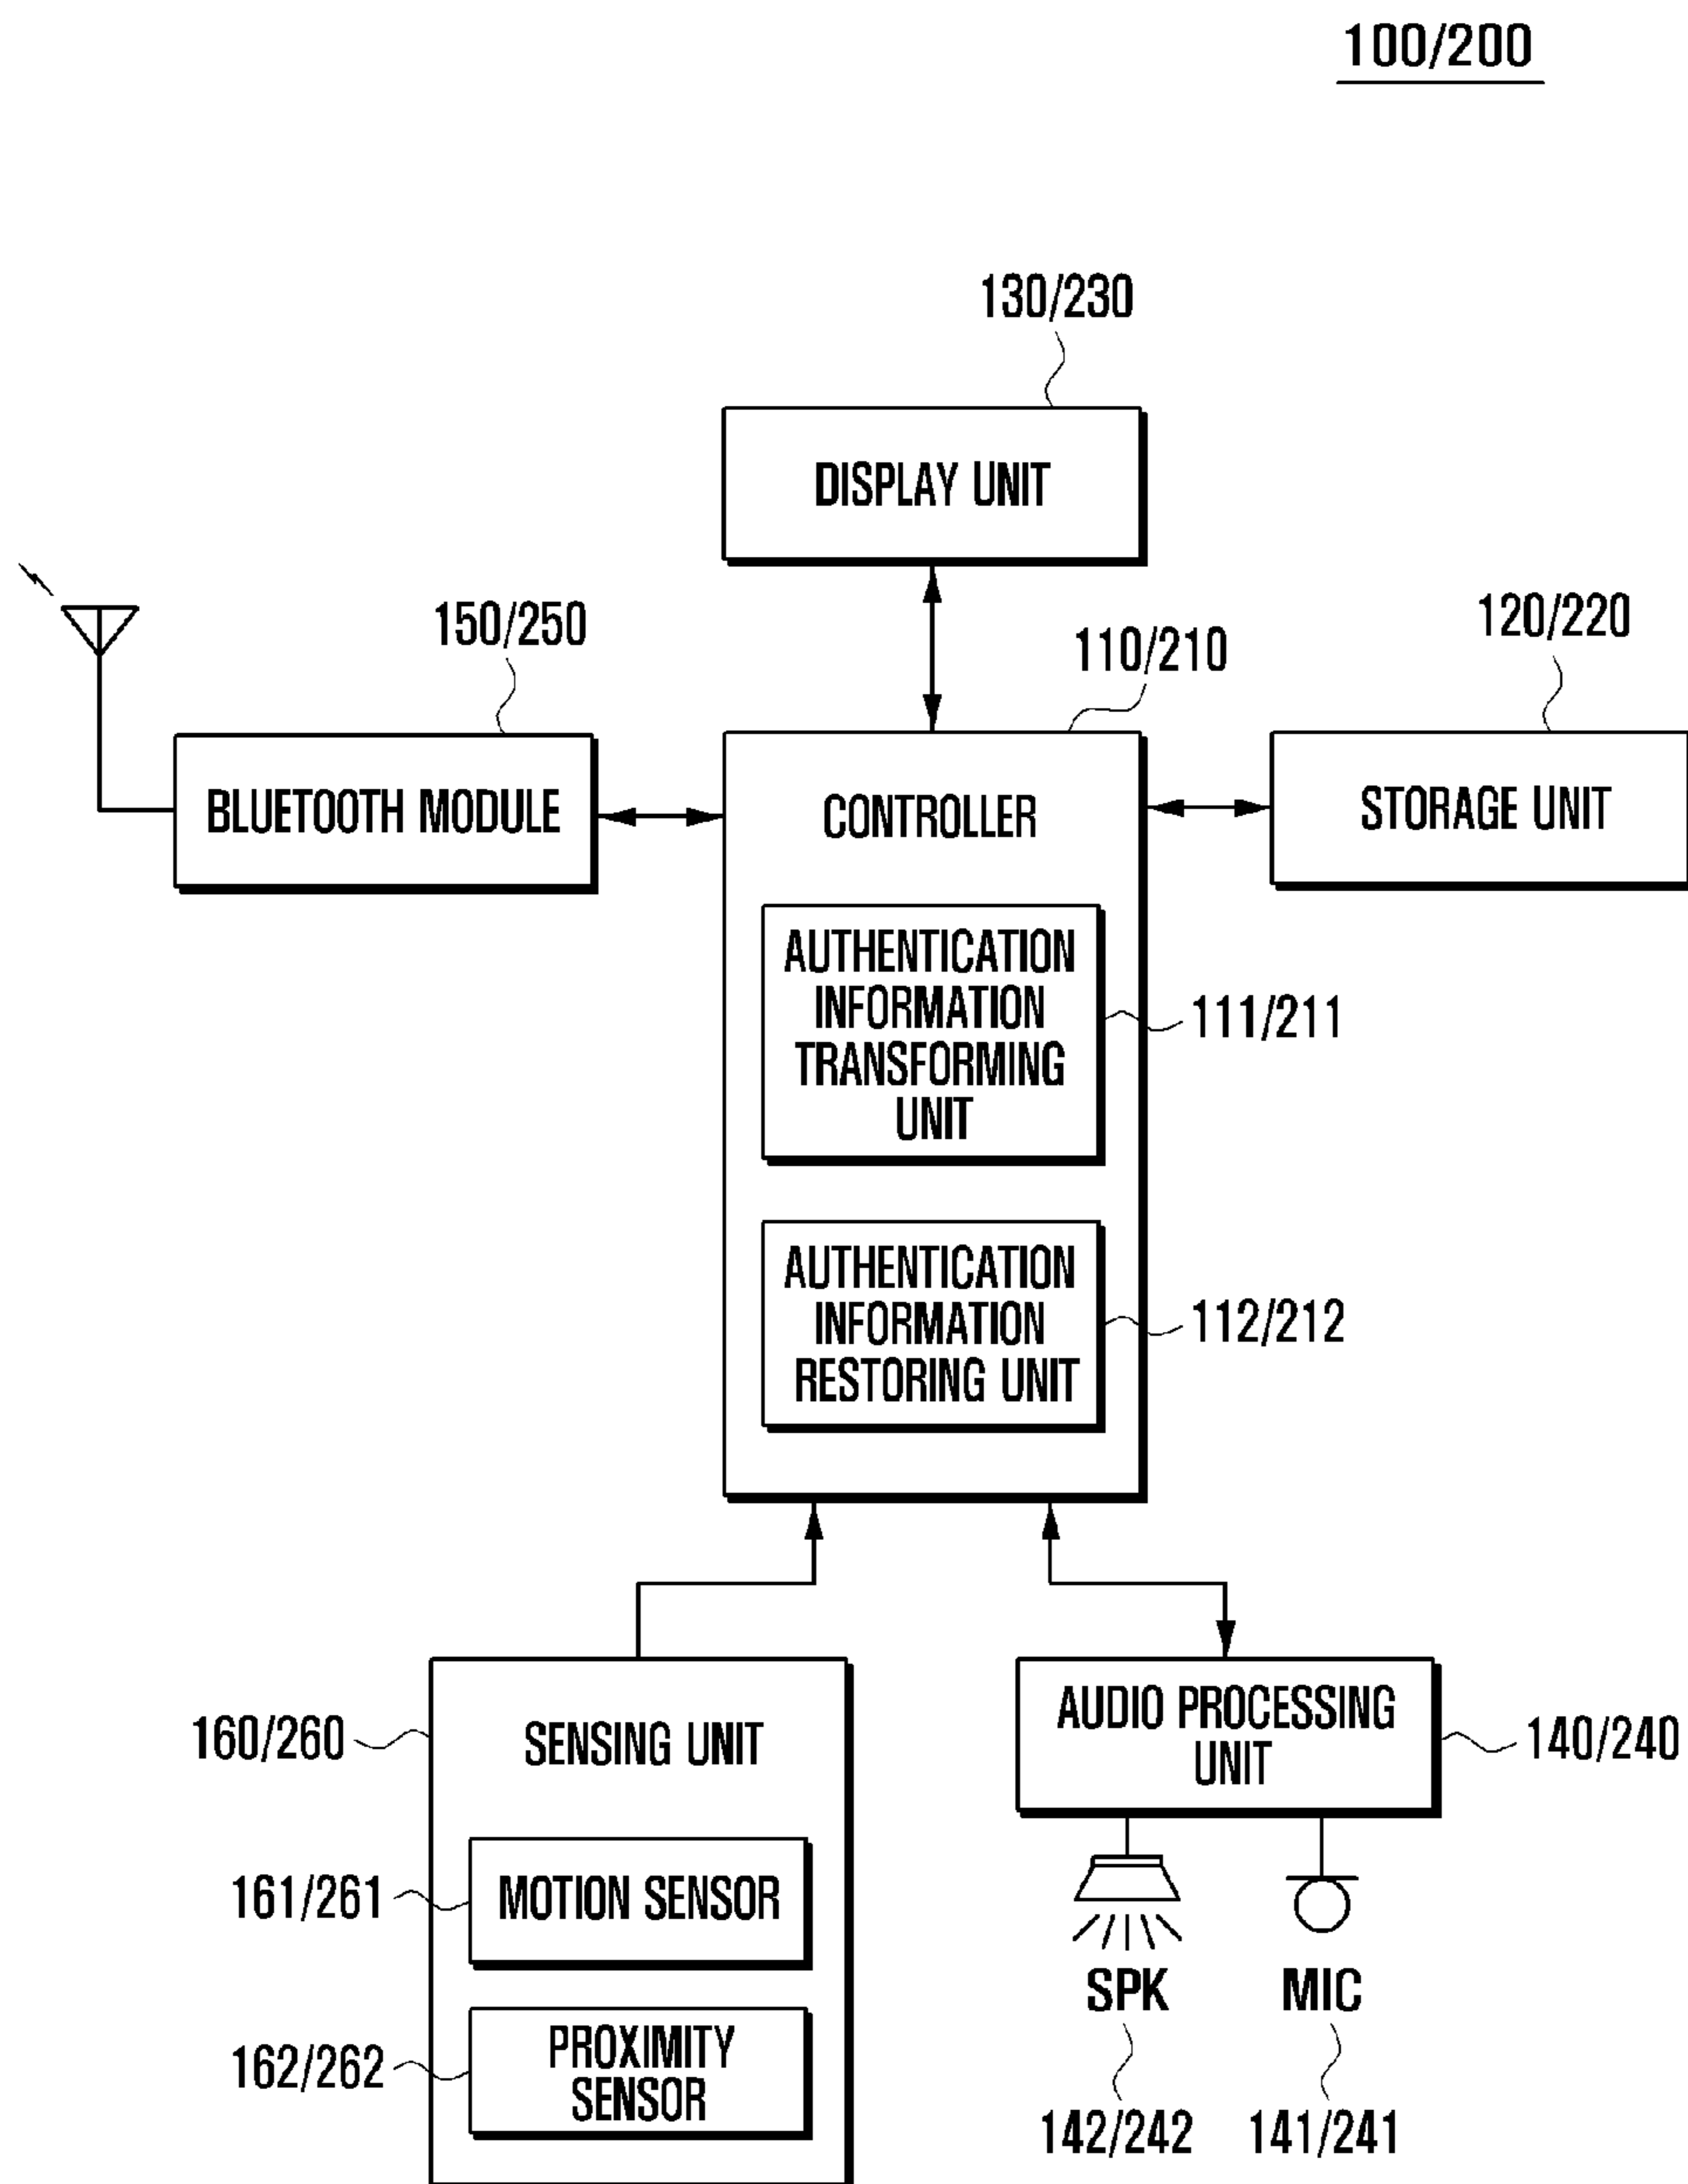 100/200
130/230
DISPLAY UNIT
150/250
110/210
120/220
BLUETOOTH MODULE
CONTROLLER
STORAGE UNIT
AUTHENTICATION
INFORMATION
TRANSFORMING
UNIT
111/211
AUTHENTICATION
INFORMATION
RESTORING UNIT
112/212
160/260
SENSING UNIT
AUDIO PROCESSING
UNIT
140/240
161/261
MOTION SENSOR
SPK
MIC
162/262
PROXIMITY
SENSOR
142/242
141/241